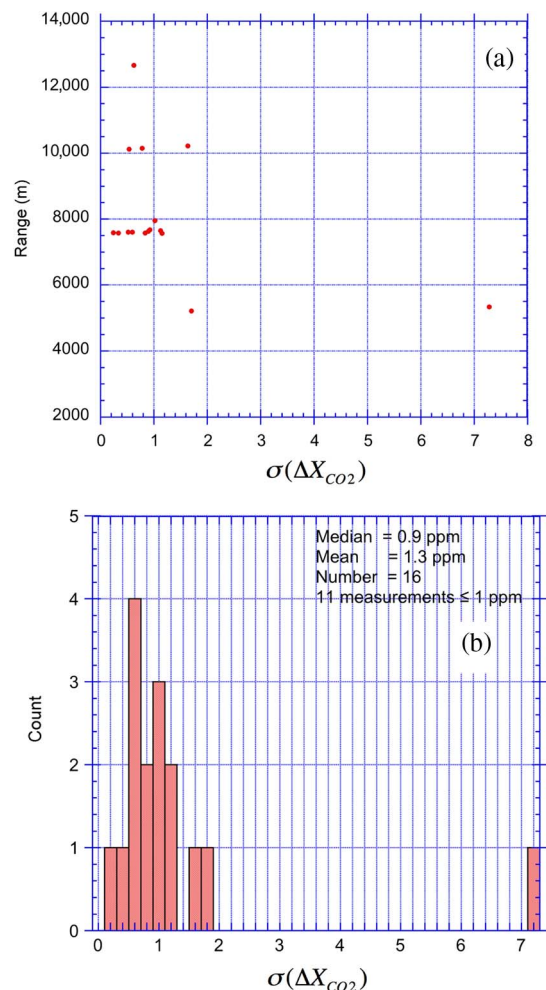 14,000
12,000
10,000
8000
6000
4000
2000
Range (m)
(a)
0 1 2 3 4 5 6 7 8
σ(ΔX_CO2)
5
4
3
2
1
0
Count
Median = 0.9 ppm
Mean = 1.3 ppm
Number = 16
11 measurements ≤ 1 ppm
(b)
0 1 2 3 4 5 6 7
σ(ΔX_CO2)